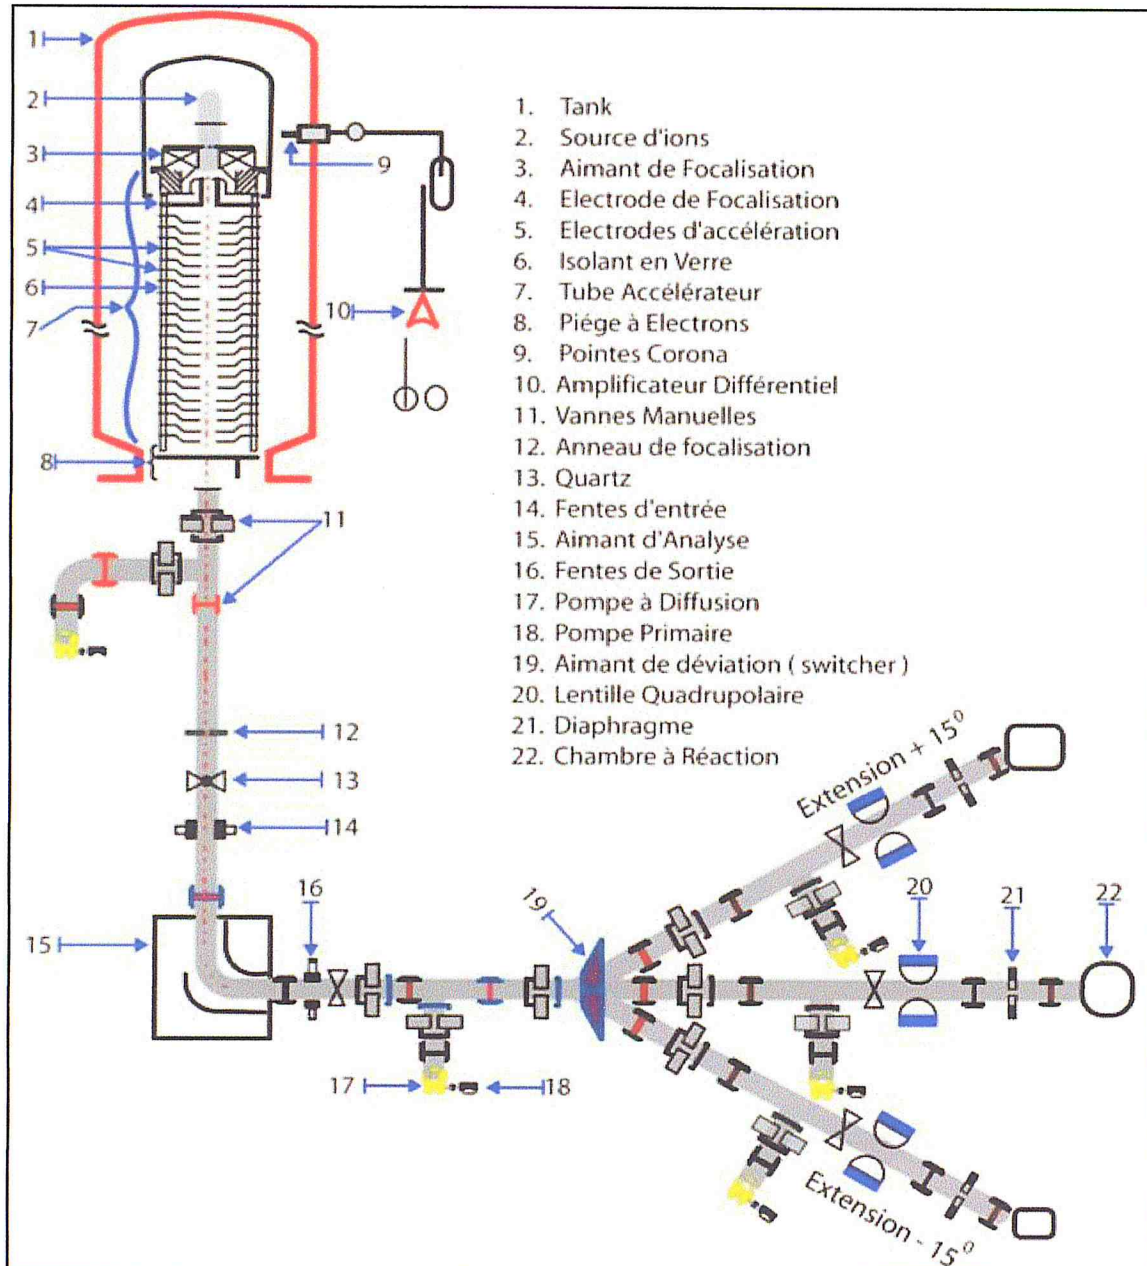 1
2
3
4
5
6
7
8
9
10
11
12
13
14
15
16
17
18
19
20
21
22
1. Tank
2. Source d'ions
3. Aimant de Focalisation
4. Electrode de Focalisation
5. Electrodes d'accélération
6. Isolant en Verre
7. Tube Accélérateur
8. Piége à Electrons
9. Pointes Corona
10. Amplificateur Différentiel
11. Vannes Manuelles
12. Anneau de focalisation
13. Quartz
14. Fentes d'entrée
15. Aimant d'Analyse
16. Fentes de Sortie
17. Pompe à Diffusion
18. Pompe Primaire
19. Aimant de déviation ( switcher )
20. Lentille Quadrupolaire
21. Diaphragme
22. Chambre à Réaction
Extension + 15⁰
Extension - 15⁰